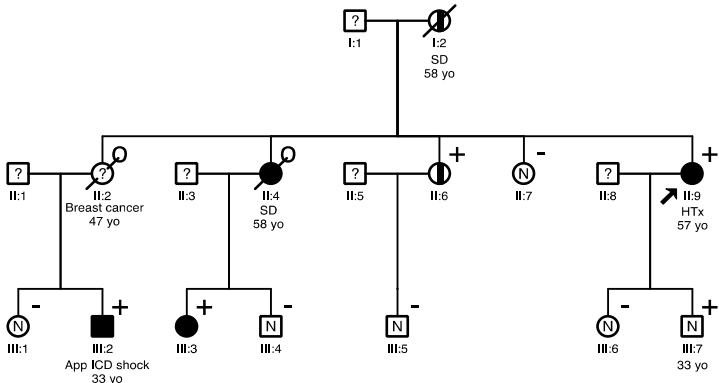 ? ?
I:1 I:2
SD
58 yo
+ - +
? ? O ? O ? N ?
II:1 II:2 II:3 II:4 II:5 II:6 II:7 II:8 II:9
Breast cancer SD HTx
47 yo 58 yo 57 yo
- + + - - - +
N N N N N
III:1 III:2 III:3 III:4 III:5 III:6 III:7
App ICD shock 33 yo
33 yo